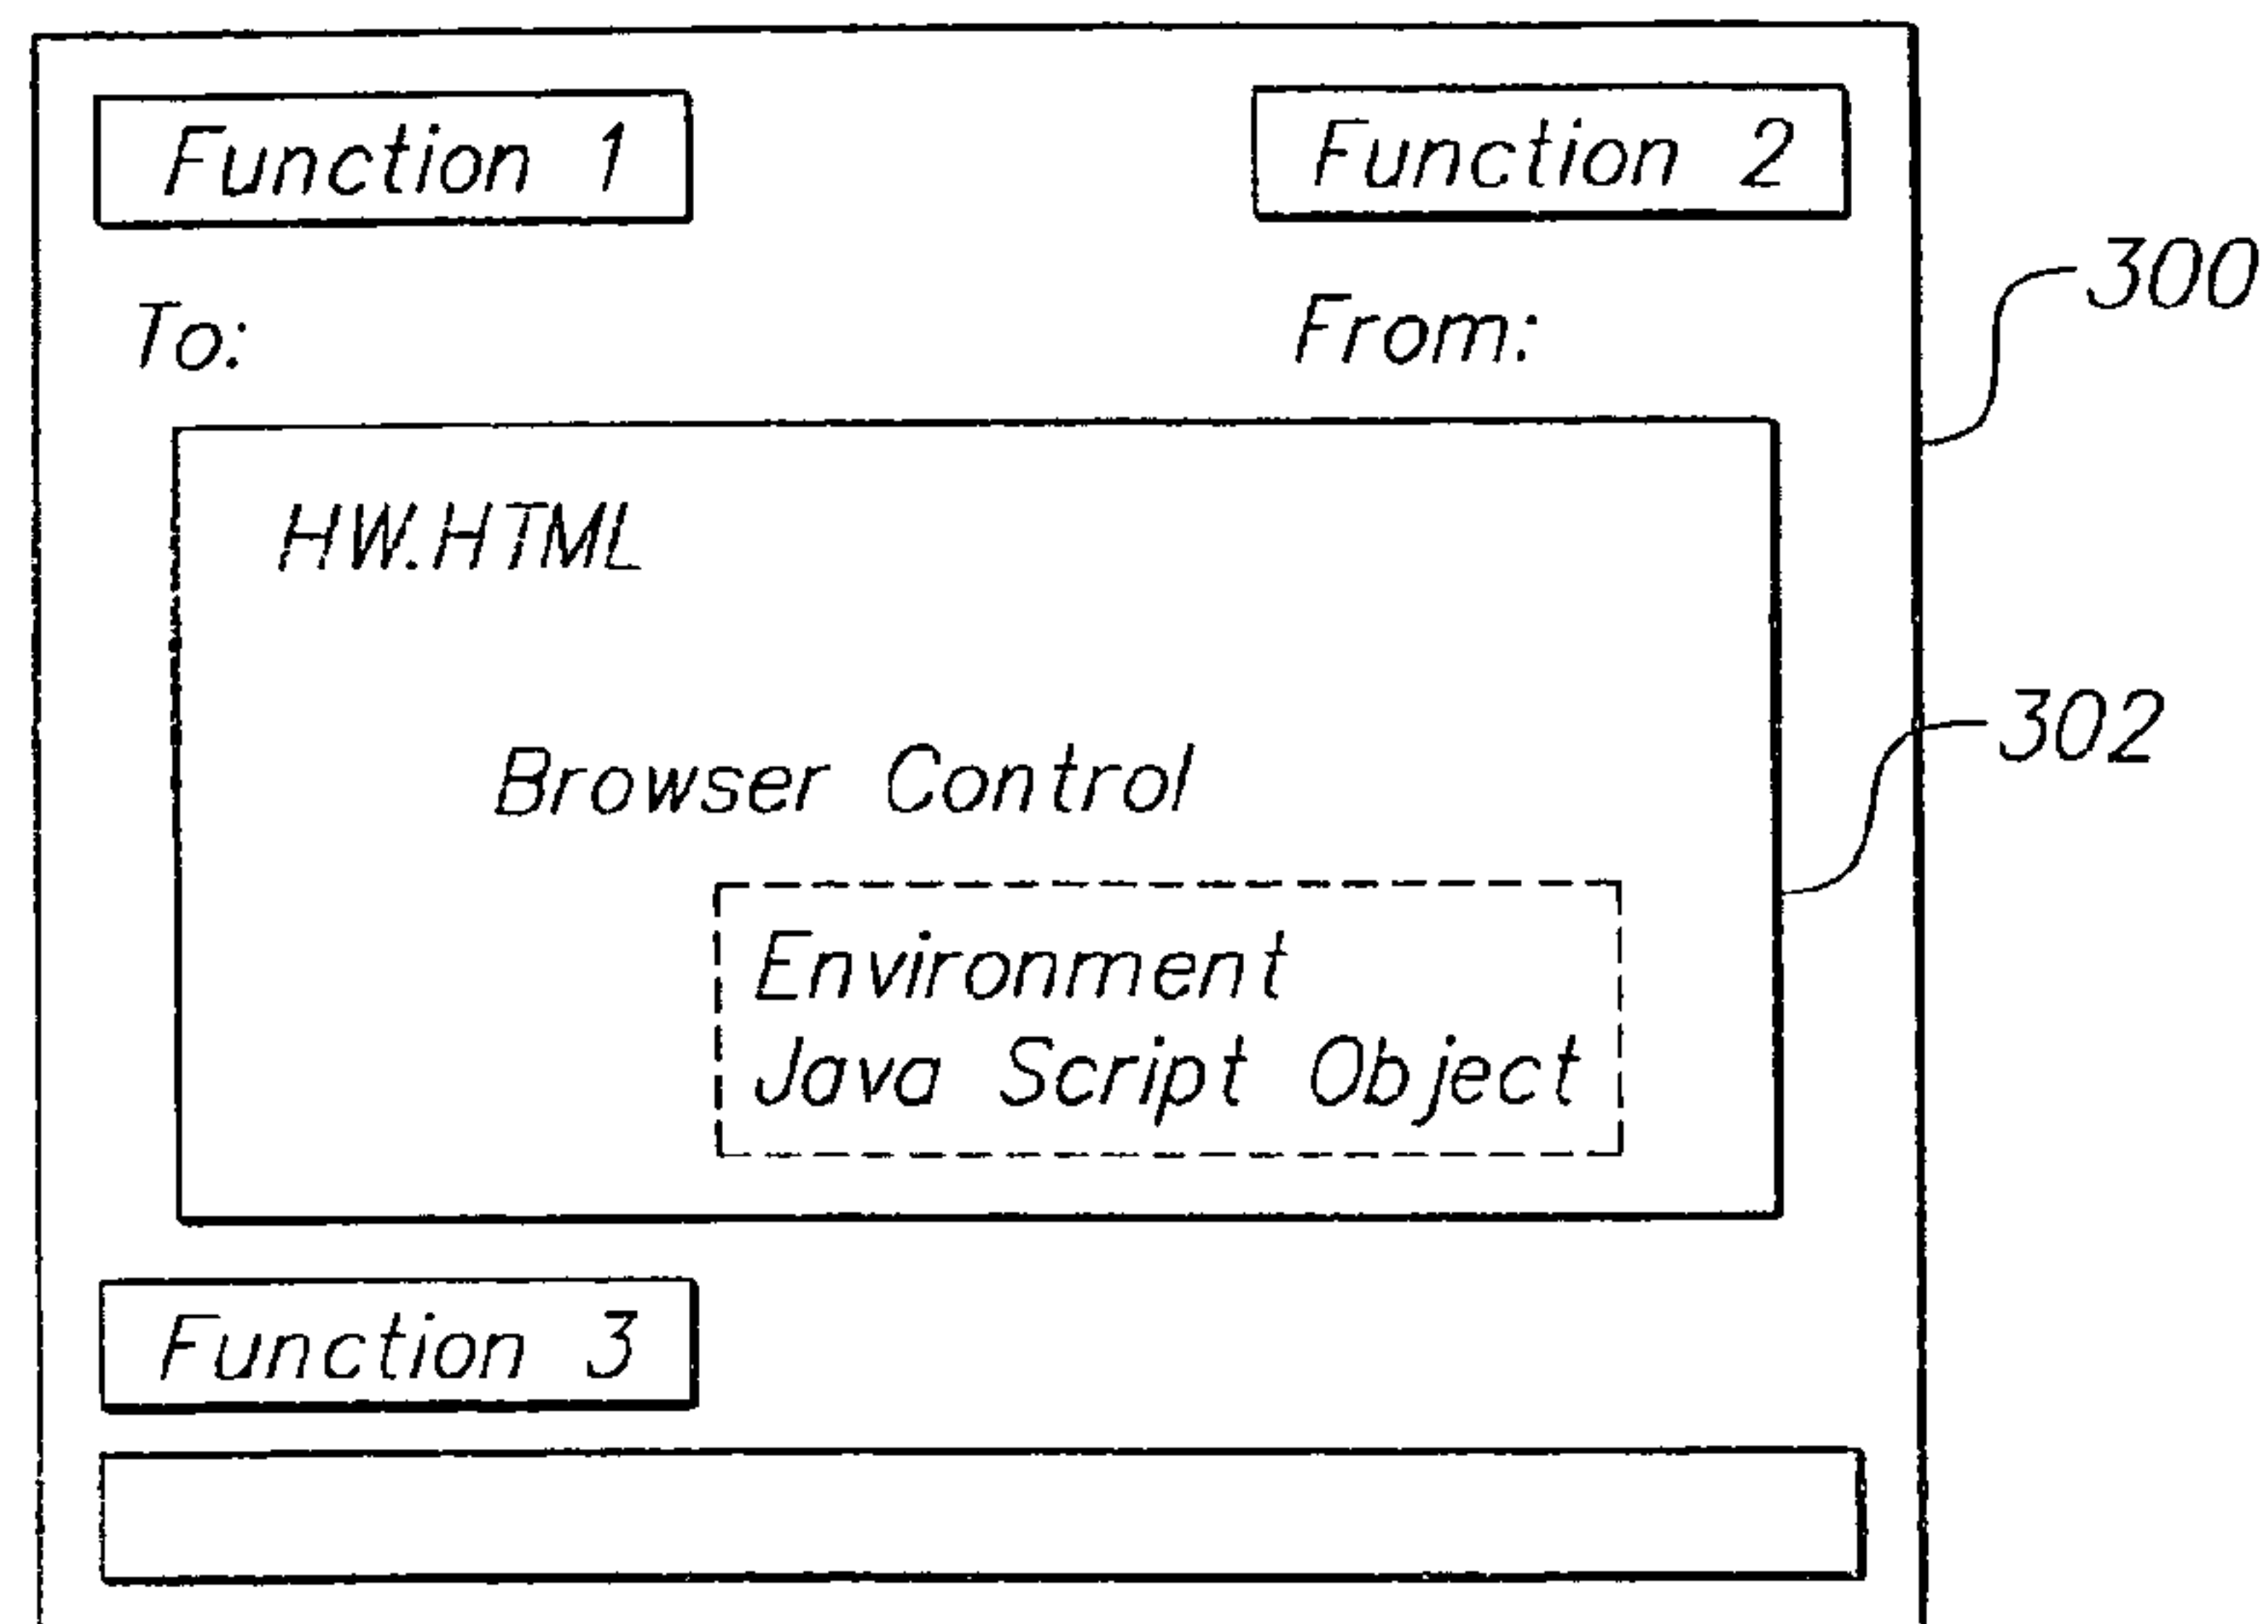 Function 1
Function 2
To:
From:
300
HW.HTML
Browser Control
302
Environment
Java Script Object
Function 3